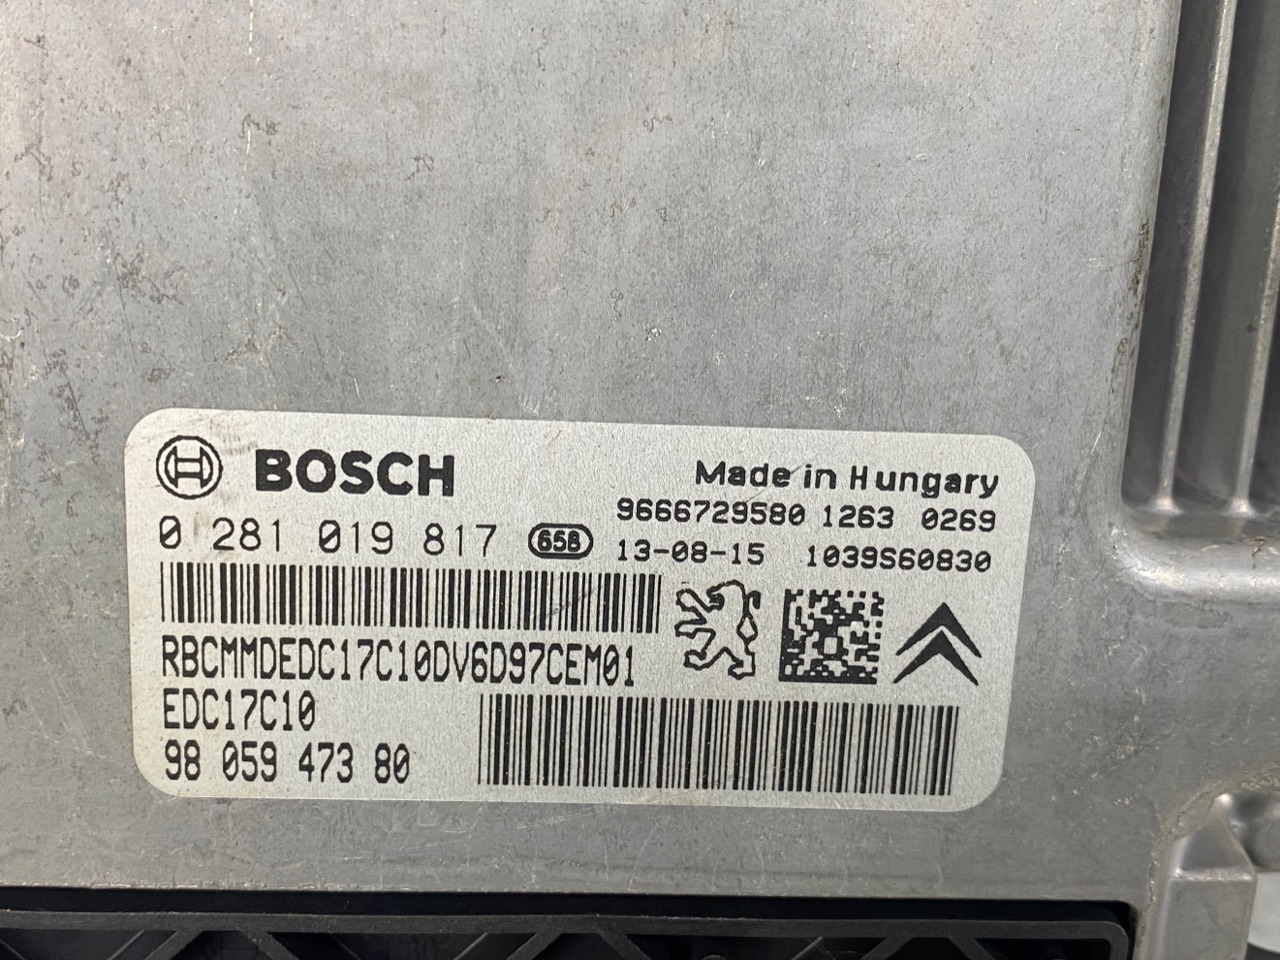 BOSCH
Made in Hungary
9666729580 1263 0269
0 281 019 817 658
13-08-15 1039S60830
RBCMMDEDC17C10DV6D97CEM01
EDC17C10
98 059 473 80